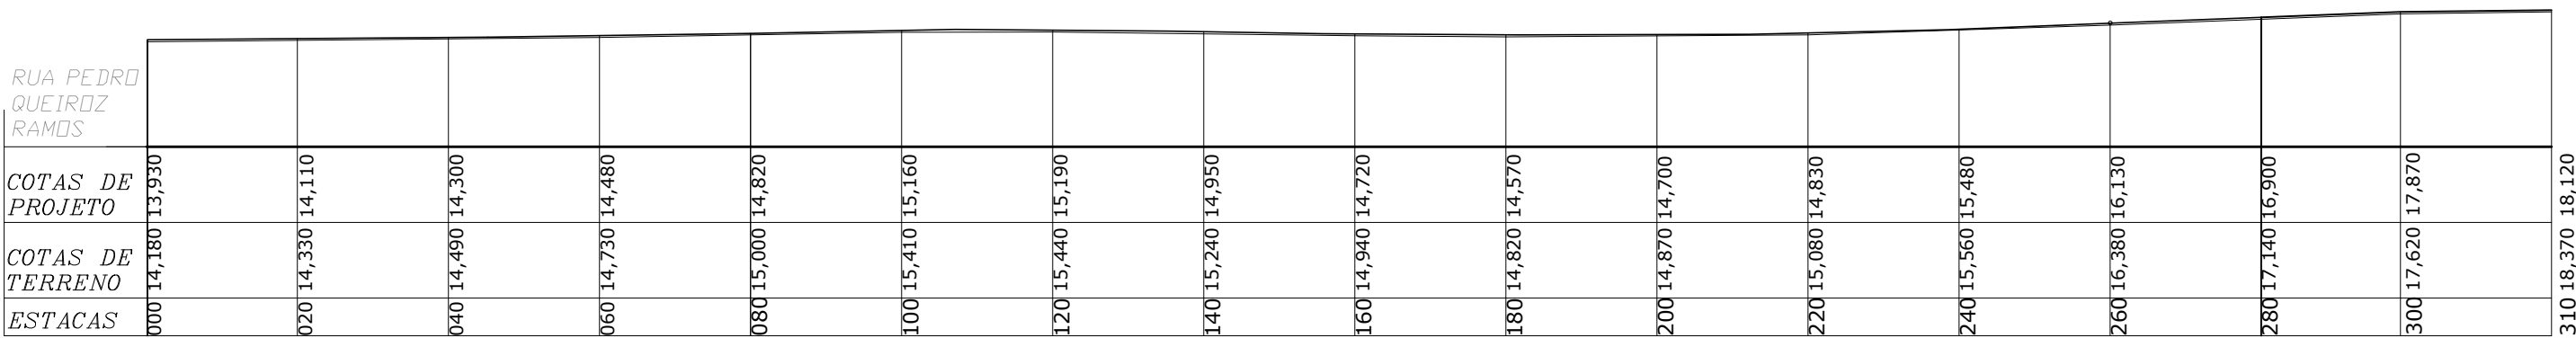 RUA PEDRO
QUEIROZ
RAMOS
COTAS DE
PROJETO
13,930 14,110 14,300 14,480 14,820 15,160 15,190 14,950 14,720 14,570 14,700 14,830 15,480 16,130 16,900 17,870 18,120
COTAS DE
TERRENO
14,180 14,330 14,490 14,730 15,000 15,410 15,440 15,240 14,940 14,820 14,870 15,080 15,560 16,380 17,140 17,620 18,370
ESTACAS
000 020 040 060 080 100 120 140 160 180 200 220 240 260 280 300 310